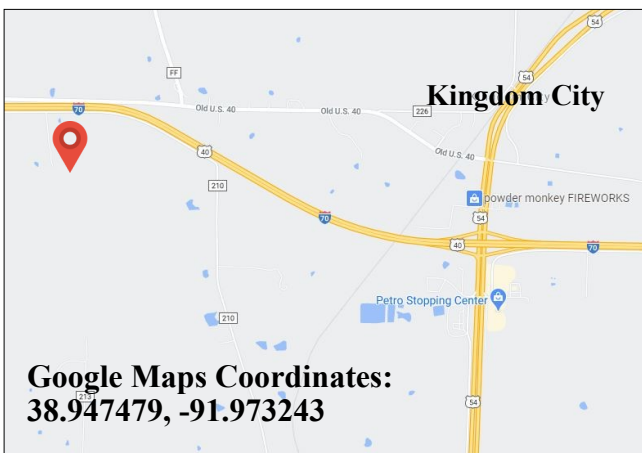 54
54
FF
70
Old U.S. 40
Old U.S. 40
226
Kingdom City
Old U.S. 40
40
210
powder monkey FIREWORKS
70
54
40
70
Petro Stopping Center
210
Google Maps Coordinates:
213
54
38.947479, -91.973243